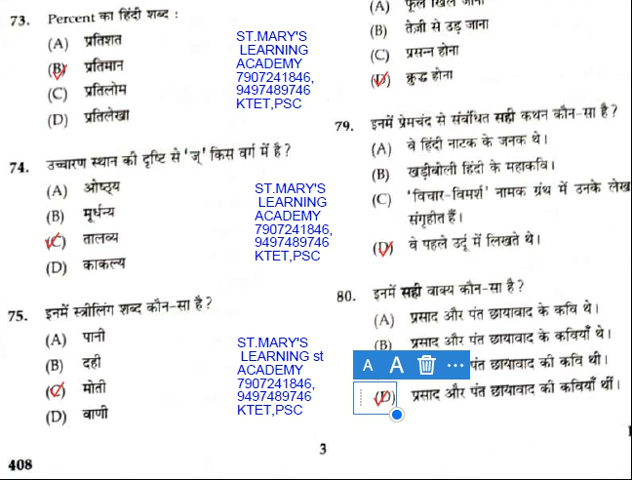 73. Percent का हिंदी शब्द :
(A) प्रतिशत
(B) प्रतिमान
(C) प्रतिलोम
(D) प्रतिलेखा
ST.MARY'S
LEARNING
ACADEMY
7907241846,
9497489746
KTET,PSC
74. उच्चारण स्थान की दृष्टि से 'ज्' किस वर्ग में है?
(A) ओष्ठ्य
(B) मूर्धन्य
(C) तालव्य
(D) काकल्य
ST.MARY'S
LEARNING
ACADEMY
7907241846,
9497489746
KTET,PSC
75. इनमें स्त्रीलिंग शब्द कौन-सा है?
(A) पानी
(B) दही
(C) मोती
(D) वाणी
ST.MARY'S
LEARNING st
ACADEMY
7907241846,
9497489746
KTET,PSC
408
3
(A) फूल खिल जाना
(B) तेज़ी से उड़ जाना
(C) प्रसन्न होना
(D) क्रुद्ध होना
79. इनमें प्रेमचंद से संबंधित सही कथन कौन-सा है?
(A) वे हिंदी नाटक के जनक थे।
(B) खड़ीबोली हिंदी के महाकवि।
(C) 'विचार-विमर्श' नामक ग्रंथ में उनके लेख
संगृहीत हैं।
(D) वे पहले उर्दू में लिखते थे।
80. इनमें सही वाक्य कौन-सा है?
(A) प्रसाद और पंत छायावाद के कवि थे।
(B) प्रसाद और पंत छायावाद के कवियाँ थे।
A A
पंत छायावाद की कवि थी।
(D) प्रसाद और पंत छायावाद की कवियाँ थीं।